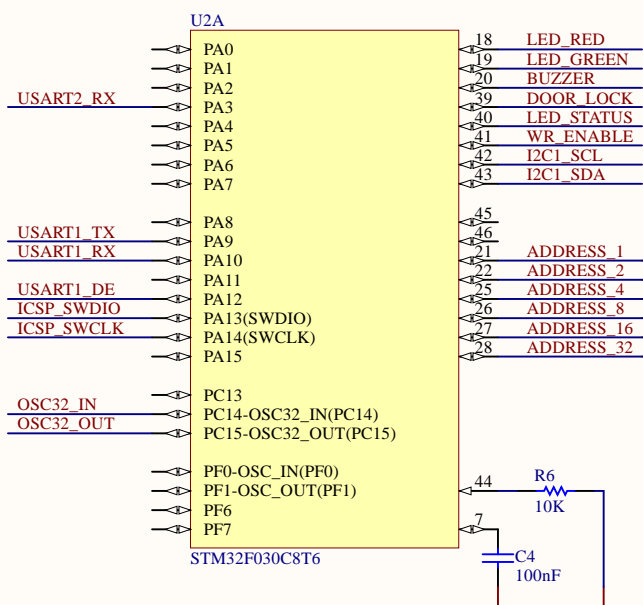 U2A
PA0 18 LED_RED
PA1 19 LED_GREEN
PA2 20 BUZZER
USART2_RX PA3 39 DOOR_LOCK
PA4 40 LED_STATUS
PA5 41 WR_ENABLE
PA6 42 I2C1_SCL
PA7 43 I2C1_SDA
PA8 45
USART1_TX PA9 46
USART1_RX PA10 21 ADDRESS_1
PA11 22 ADDRESS_2
USART1_DE PA12 25 ADDRESS_4
ICSP_SWDIO PA13(SWDIO) 26 ADDRESS_8
ICSP_SWCLK PA14(SWCLK) 27 ADDRESS_16
PA15 28 ADDRESS_32
PC13
OSC32_IN PC14-OSC32_IN(PC14)
OSC32_OUT PC15-OSC32_OUT(PC15)
PF0-OSC_IN(PF0)
PF1-OSC_OUT(PF1) 44 R6
10K
PF6
PF7 7
C4
100nF
STM32F030C8T6